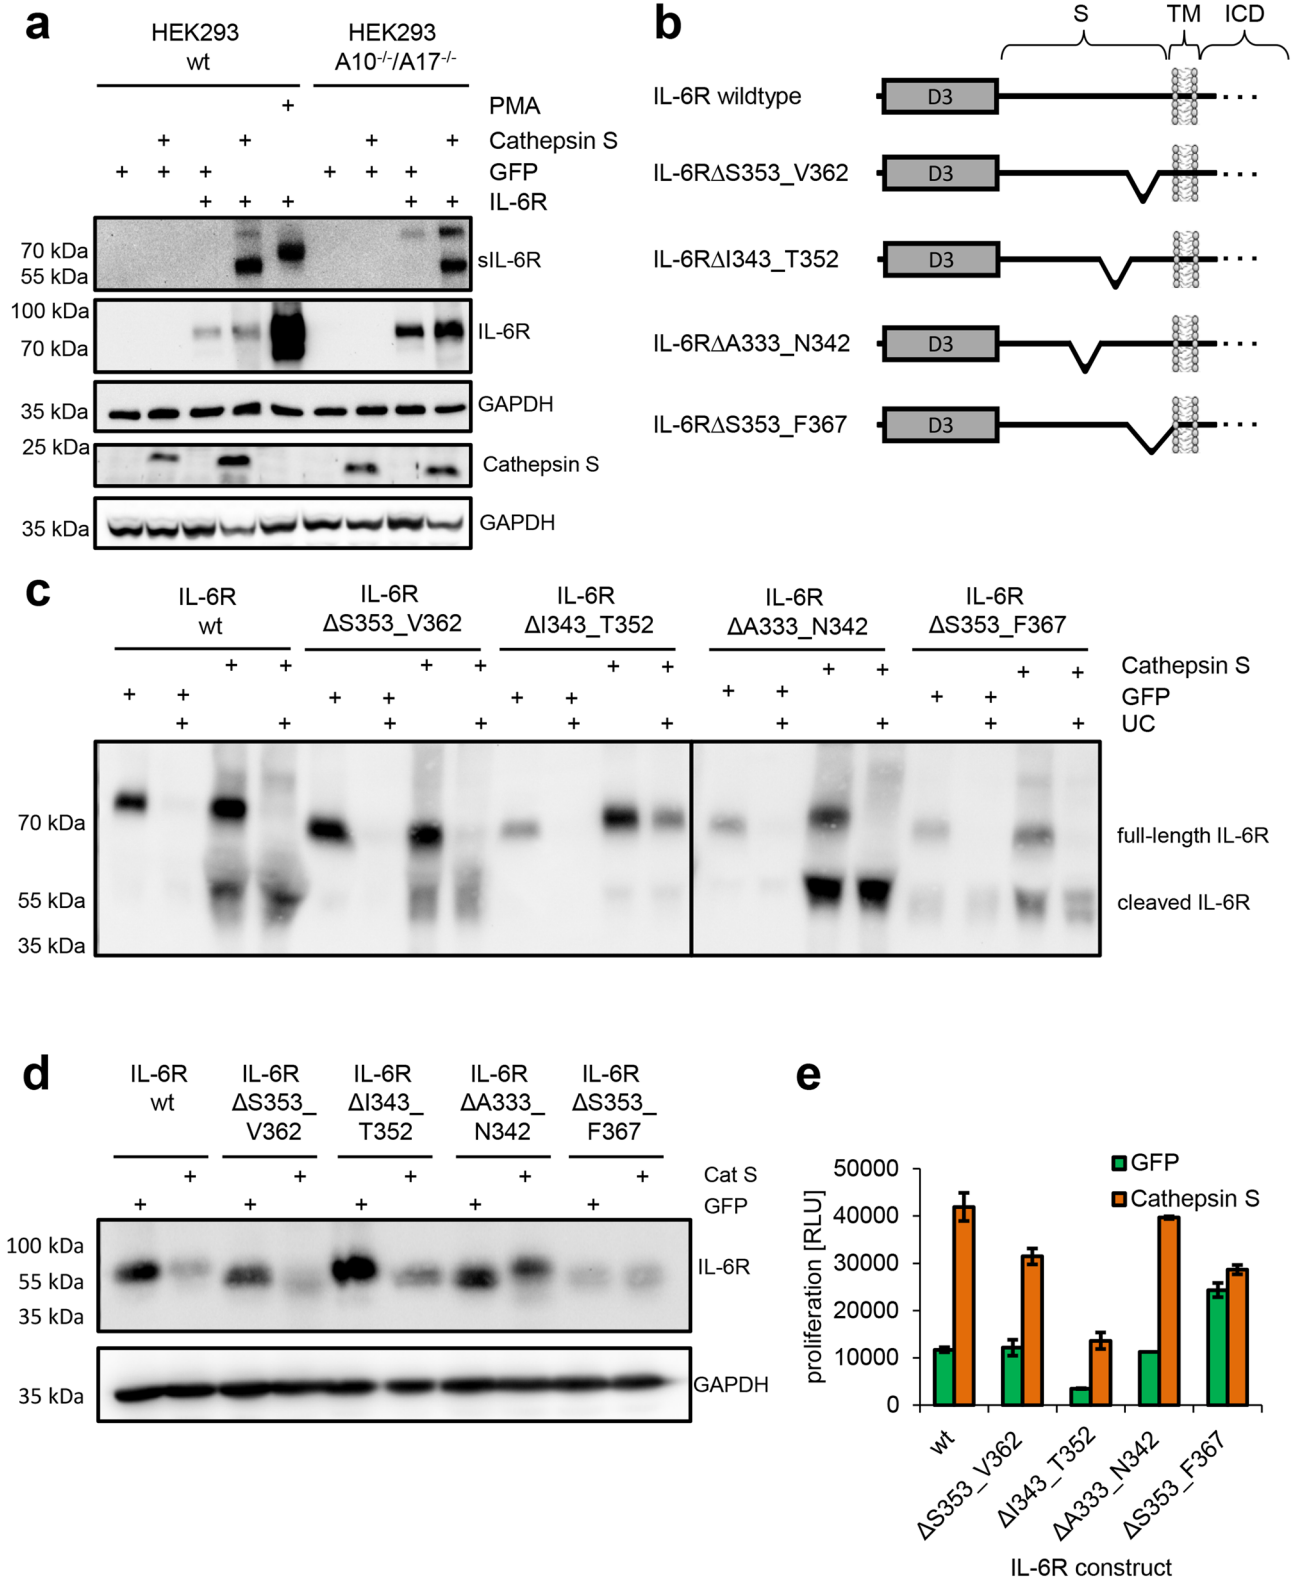 a
HEK293
wt
HEK293
A10-/-/A17-/-
+ PMA
+ + + + Cathepsin S
+ + + + + + GFP
+ + + + + IL-6R
70 kDa
55 kDa
sIL-6R
100 kDa
70 kDa
IL-6R
35 kDa
GAPDH
25 kDa
Cathepsin S
35 kDa
GAPDH
b
S TM ICD
IL-6R wildtype D3
IL-6RΔS353_V362 D3
IL-6RΔI343_T352 D3
IL-6RΔA333_N342 D3
IL-6RΔS353_F367 D3
c
IL-6R
wt
IL-6R
ΔS353_V362
IL-6R
ΔI343_T352
IL-6R
ΔA333_N342
IL-6R
ΔS353_F367
+ + + + + + + + + + Cathepsin S
+ + + + + + + + + + GFP
+ + + + + + + + + + UC
70 kDa
55 kDa
35 kDa
full-length IL-6R
cleaved IL-6R
d
IL-6R
wt
IL-6R
ΔS353_
V362
IL-6R
ΔI343_
T352
IL-6R
ΔA333_
N342
IL-6R
ΔS353_
F367
+ + + + + Cat S
+ + + + + GFP
100 kDa
55 kDa
35 kDa
IL-6R
35 kDa
GAPDH
e
GFP
Cathepsin S
proliferation [RLU]
50000
40000
30000
20000
10000
0
wt
ΔS353_V362
ΔI343_T352
ΔA333_N342
ΔS353_F367
IL-6R construct